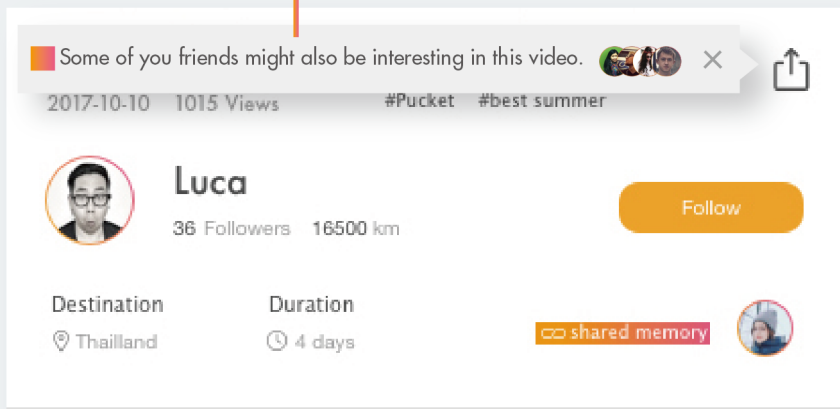 Some of you friends might also be interesting in this video.
2017-10-10 1015 Views #Pucket #best summer
Luca
36 Followers 16500 km
Follow
Destination Duration
Thailland 4 days
shared memory